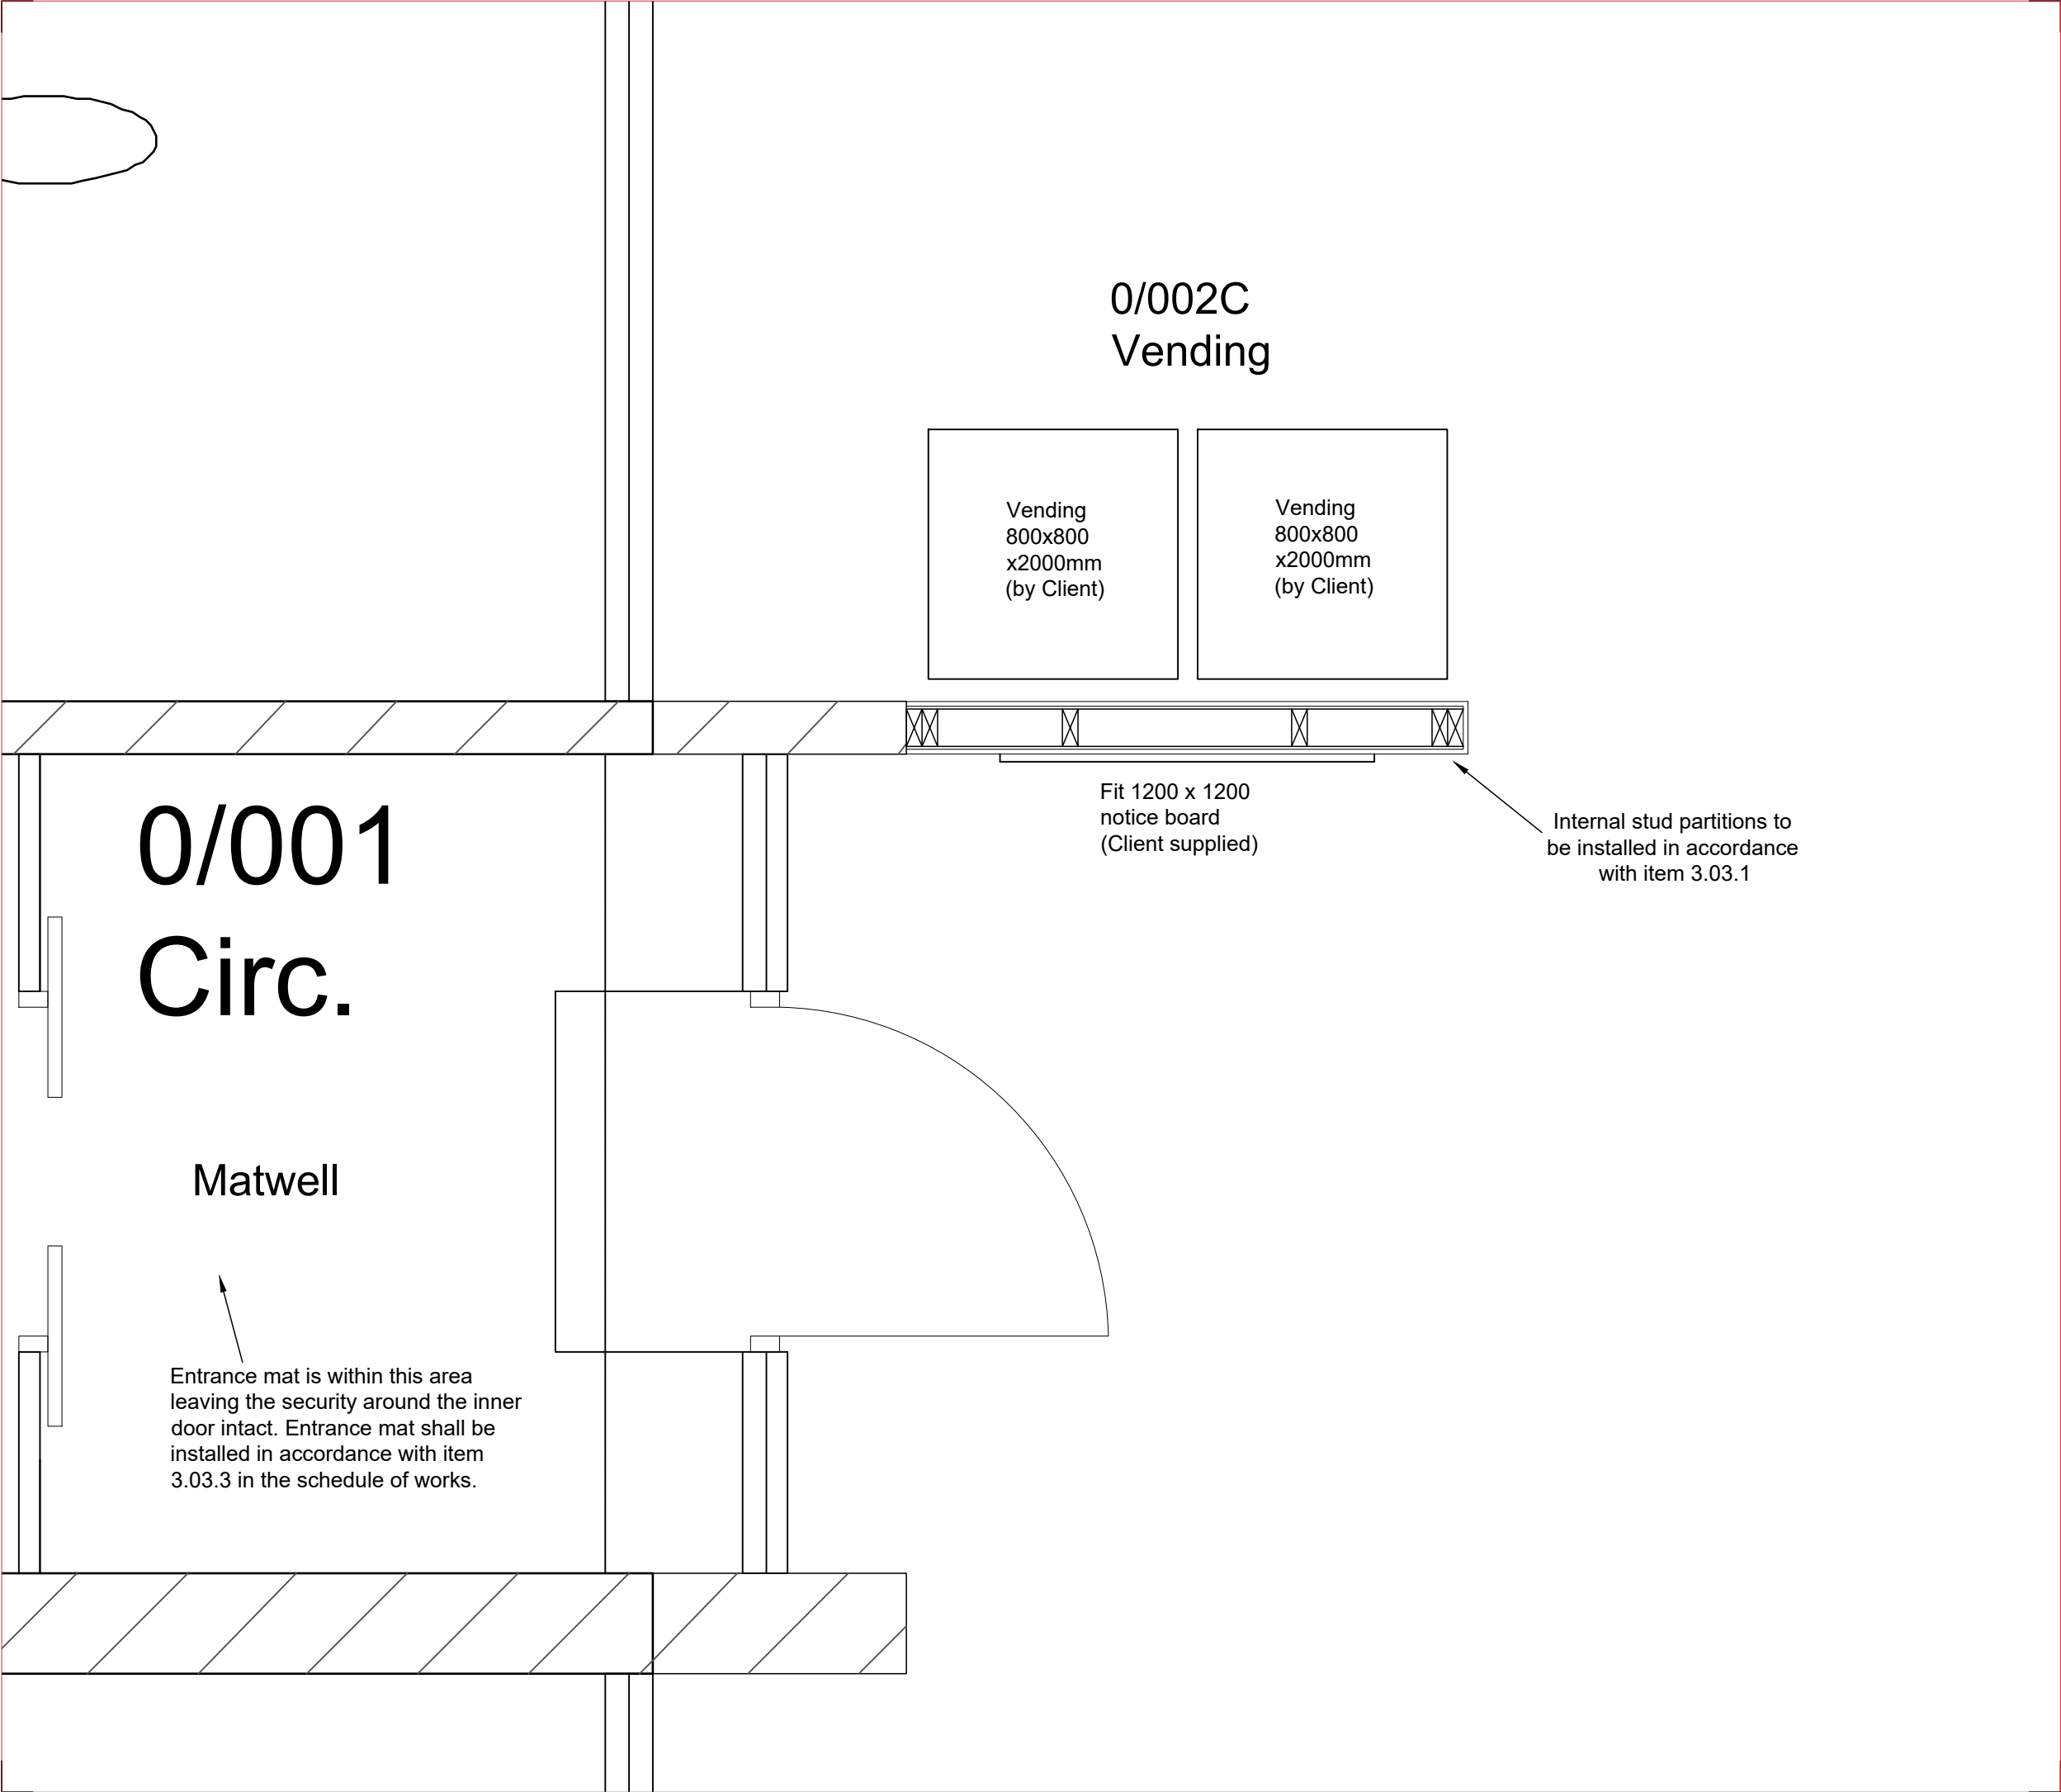 0/002C
Vending
Vending
800x800
x2000mm
(by Client)
Vending
800x800
x2000mm
(by Client)
Fit 1200 x 1200
notice board
(Client supplied)
Internal stud partitions to
be installed in accordance
with item 3.03.1
0/001
Circ.
Matwell
Entrance mat is within this area
leaving the security around the inner
door intact. Entrance mat shall be
installed in accordance with item
3.03.3 in the schedule of works.